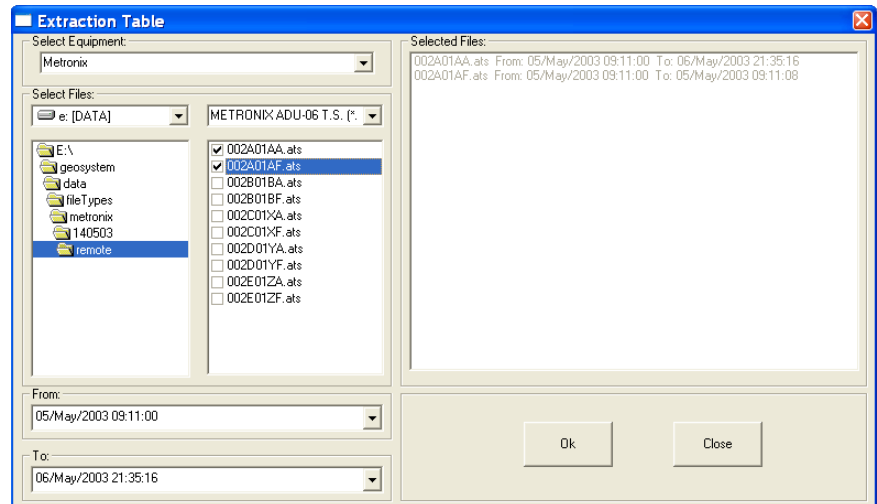 Extraction Table
Select Equipment:
Metronix
Select Files:
e: [DATA]
METRONIX ADU-06 T.S. (*.
E:\
geosystem
data
fileTypes
metronix
140503
remote
002A01AA.ats
002A01AF.ats
002B01BA.ats
002B01BF.ats
002C01XA.ats
002C01XF.ats
002D01YA.ats
002D01YF.ats
002E01ZA.ats
002E01ZF.ats
From:
05/May/2003 09:11:00
To:
06/May/2003 21:35:16
Selected Files:
002A01AA.ats From: 05/May/2003 09:11:00 To: 06/May/2003 21:35:16
002A01AF.ats From: 05/May/2003 09:11:00 To: 05/May/2003 09:11:08
Ok
Close